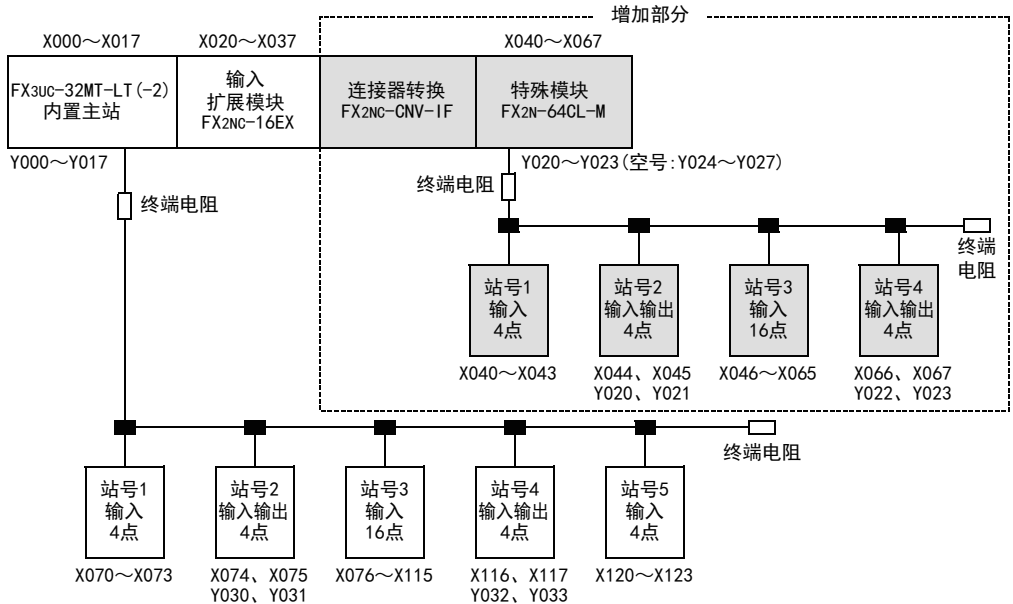 增加部分
X000～X017
X020～X037
X040～X067
FX3UC-32MT-LT(-2)
内置主站
输入
扩展模块
FX2NC-16EX
连接器转换
FX2NC-CNV-IF
特殊模块
FX2N-64CL-M
Y000～Y017
Y020～Y023(空号:Y024～Y027)
终端电阻
终端电阻
终端
电阻
站号1
输入
4点
站号2
输入输出
4点
站号3
输入
16点
站号4
输入输出
4点
X040～X043
X044、X045
Y020、Y021
X046～X065
X066、X067
Y022、Y023
终端电阻
站号1
输入
4点
站号2
输入输出
4点
站号3
输入
16点
站号4
输入输出
4点
站号5
输入
4点
X070～X073
X074、X075
Y030、Y031
X076～X115
X116、X117
Y032、Y033
X120～X123